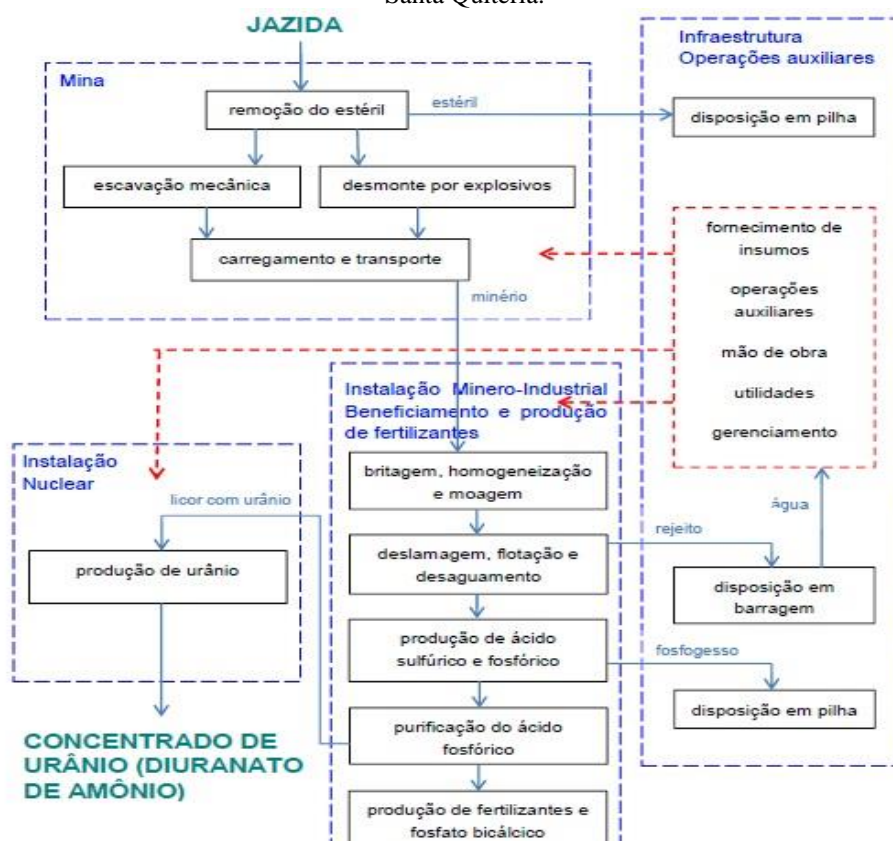 Santa Quitéria.
JAZIDA
Mina
remoção do estéril
estéril
escavação mecânica
desmonte por explosivos
carregamento e transporte
minério
Infraestrutura
Operações auxiliares
disposição em pilha
fornecimento de
insumos
operações
auxiliares
mão de obra
utilidades
gerenciamento
água
Instalação Minero-Industrial
Beneficiamento e produção
de fertilizantes
britagem, homogeneização
e moagem
deslamagem, flotação e
desaguamento
rejeito
disposição em
barragem
produção de ácido
sulfúrico e fosfórico
fosfogesso
disposição em pilha
purificação do ácido
fosfórico
produção de fertilizantes e
fosfato bicálcico
Instalação
Nuclear
licor com urânio
produção de urânio
CONCENTRADO DE
URÂNIO (DIURANATO
DE AMÔNIO)